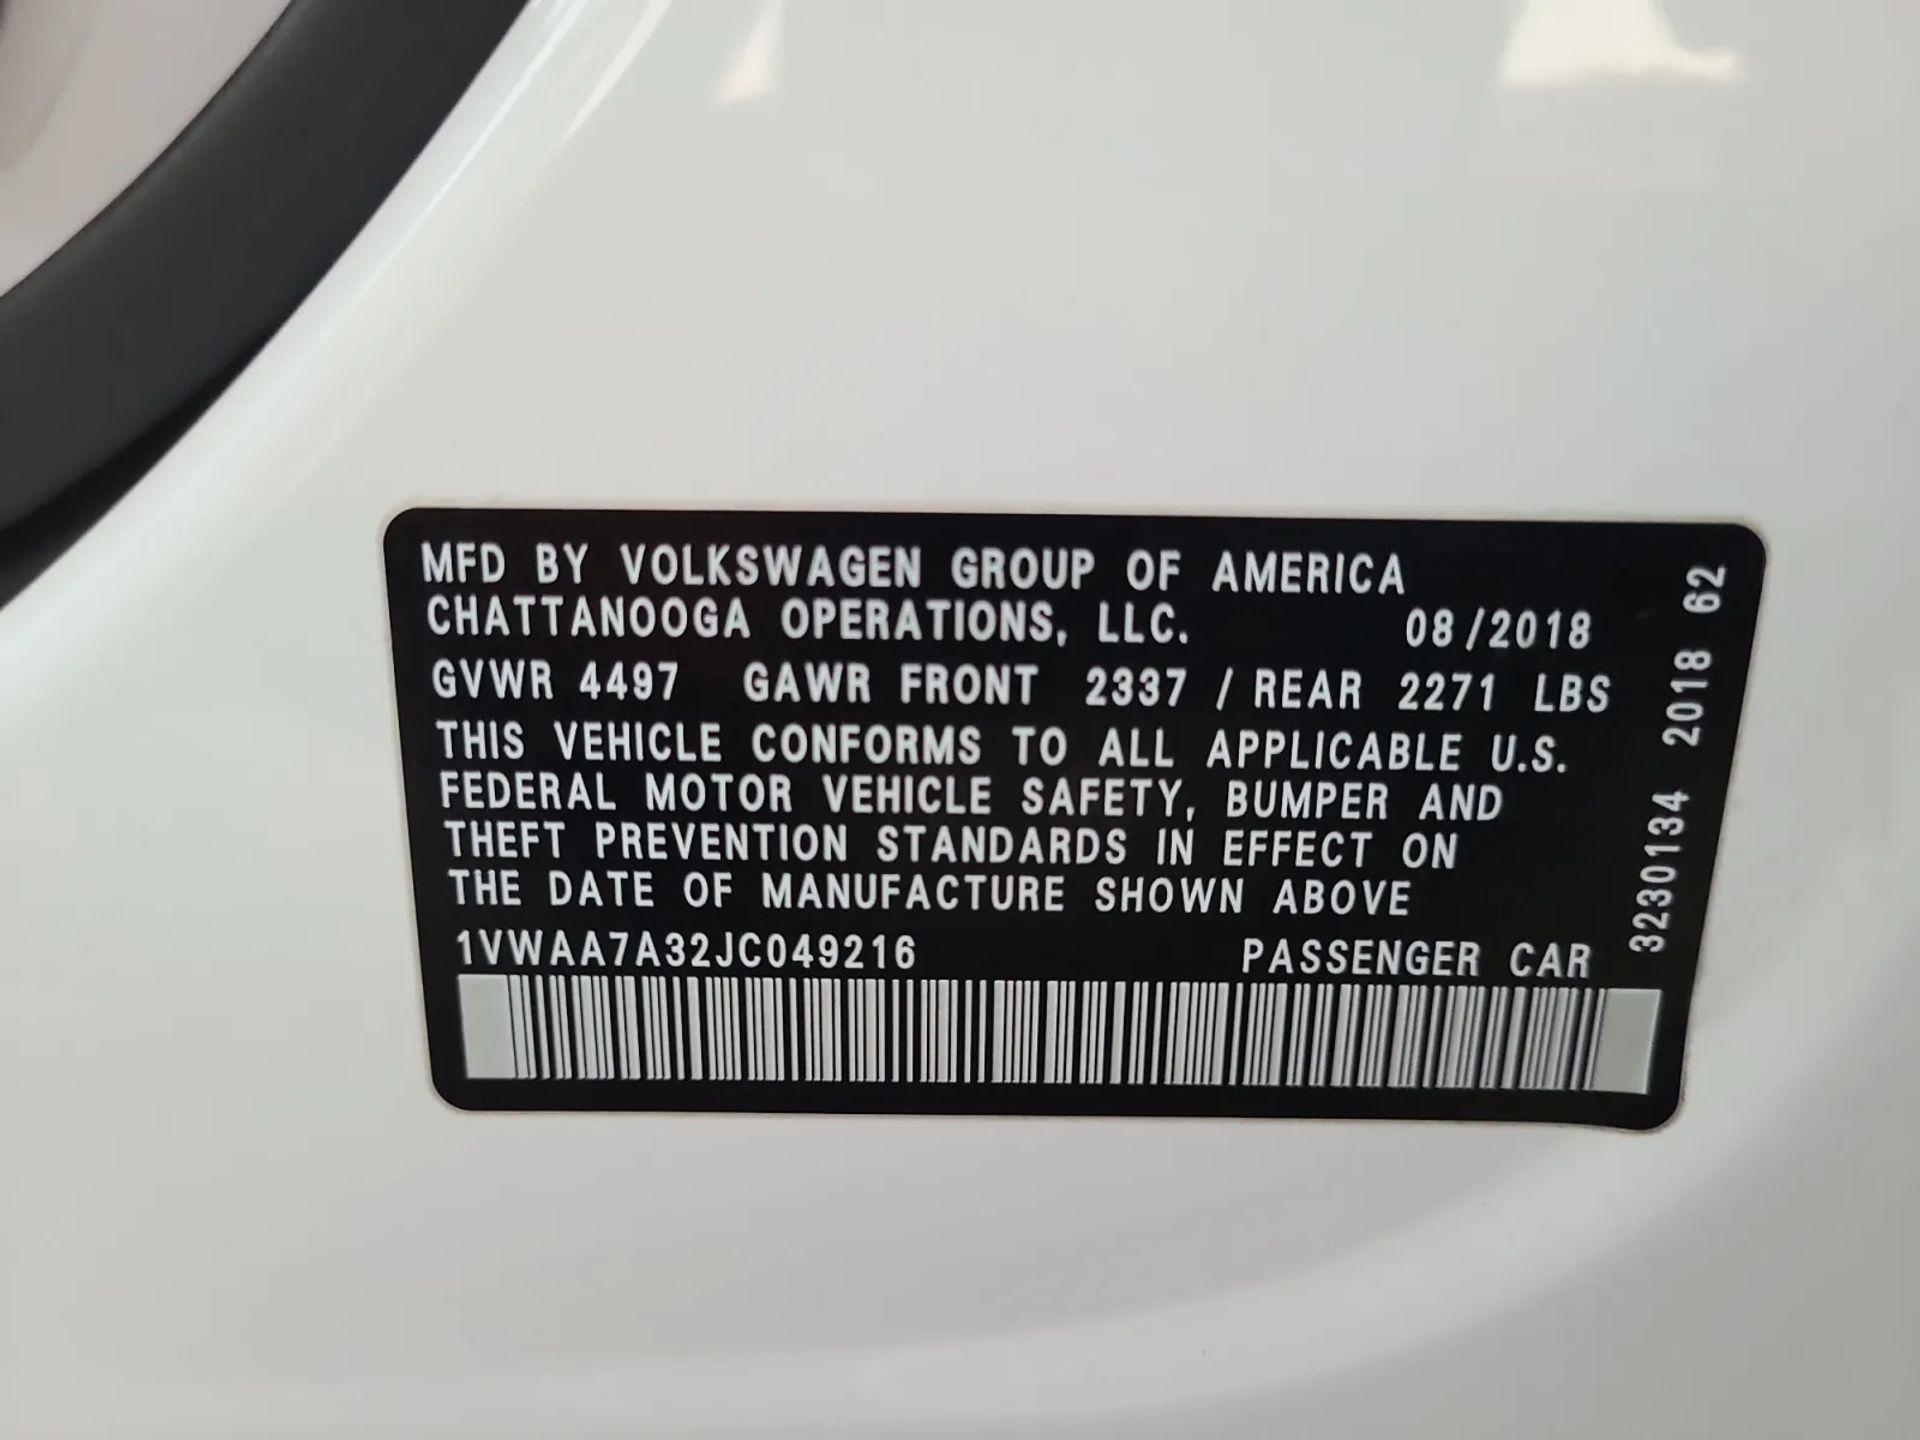 MFD BY VOLKSWAGEN GROUP OF AMERICA
CHATTANOOGA OPERATIONS, LLC. 08/2018
GVWR 4497 GAWR FRONT 2337 / REAR 2271 LBS
THIS VEHICLE CONFORMS TO ALL APPLICABLE U.S.
FEDERAL MOTOR VEHICLE SAFETY, BUMPER AND
THEFT PREVENTION STANDARDS IN EFFECT ON
THE DATE OF MANUFACTURE SHOWN ABOVE
1VWAA7A32JC049216 PASSENGER CAR
3230134 2018 62